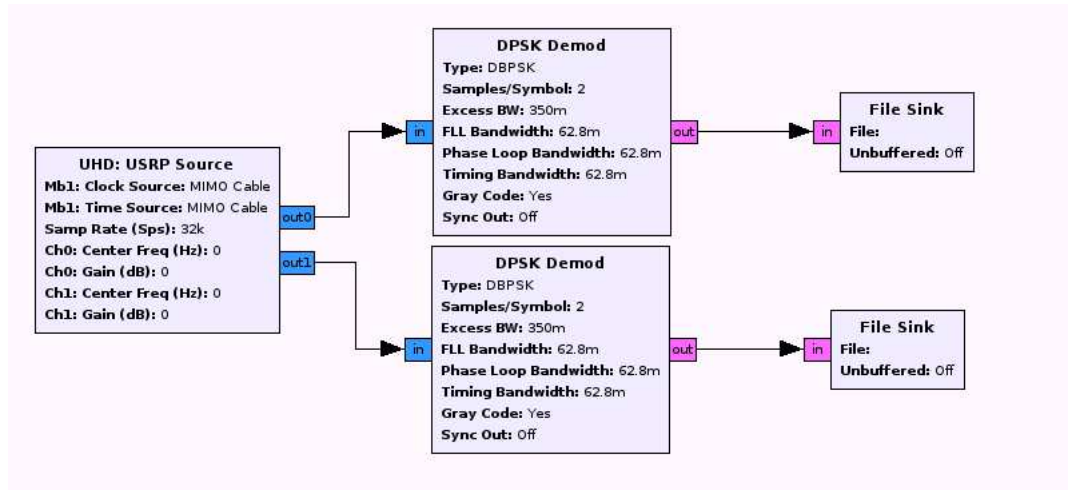 UHD: USRP Source
Mb1: Clock Source: MIMO Cable
Mb1: Time Source: MIMO Cable
Samp Rate (Sps): 32k
Ch0: Center Freq (Hz): 0
Ch0: Gain (dB): 0
Ch1: Center Freq (Hz): 0
Ch1: Gain (dB): 0
out0
out1
in
DPSK Demod
Type: DBPSK
Samples/Symbol: 2
Excess BW: 350m
FLL Bandwidth: 62.8m
Phase Loop Bandwidth: 62.8m
Timing Bandwidth: 62.8m
Gray Code: Yes
Sync Out: Off
out
in
File Sink
File:
Unbuffered: Off
in
DPSK Demod
Type: DBPSK
Samples/Symbol: 2
Excess BW: 350m
FLL Bandwidth: 62.8m
Phase Loop Bandwidth: 62.8m
Timing Bandwidth: 62.8m
Gray Code: Yes
Sync Out: Off
out
in
File Sink
File:
Unbuffered: Off